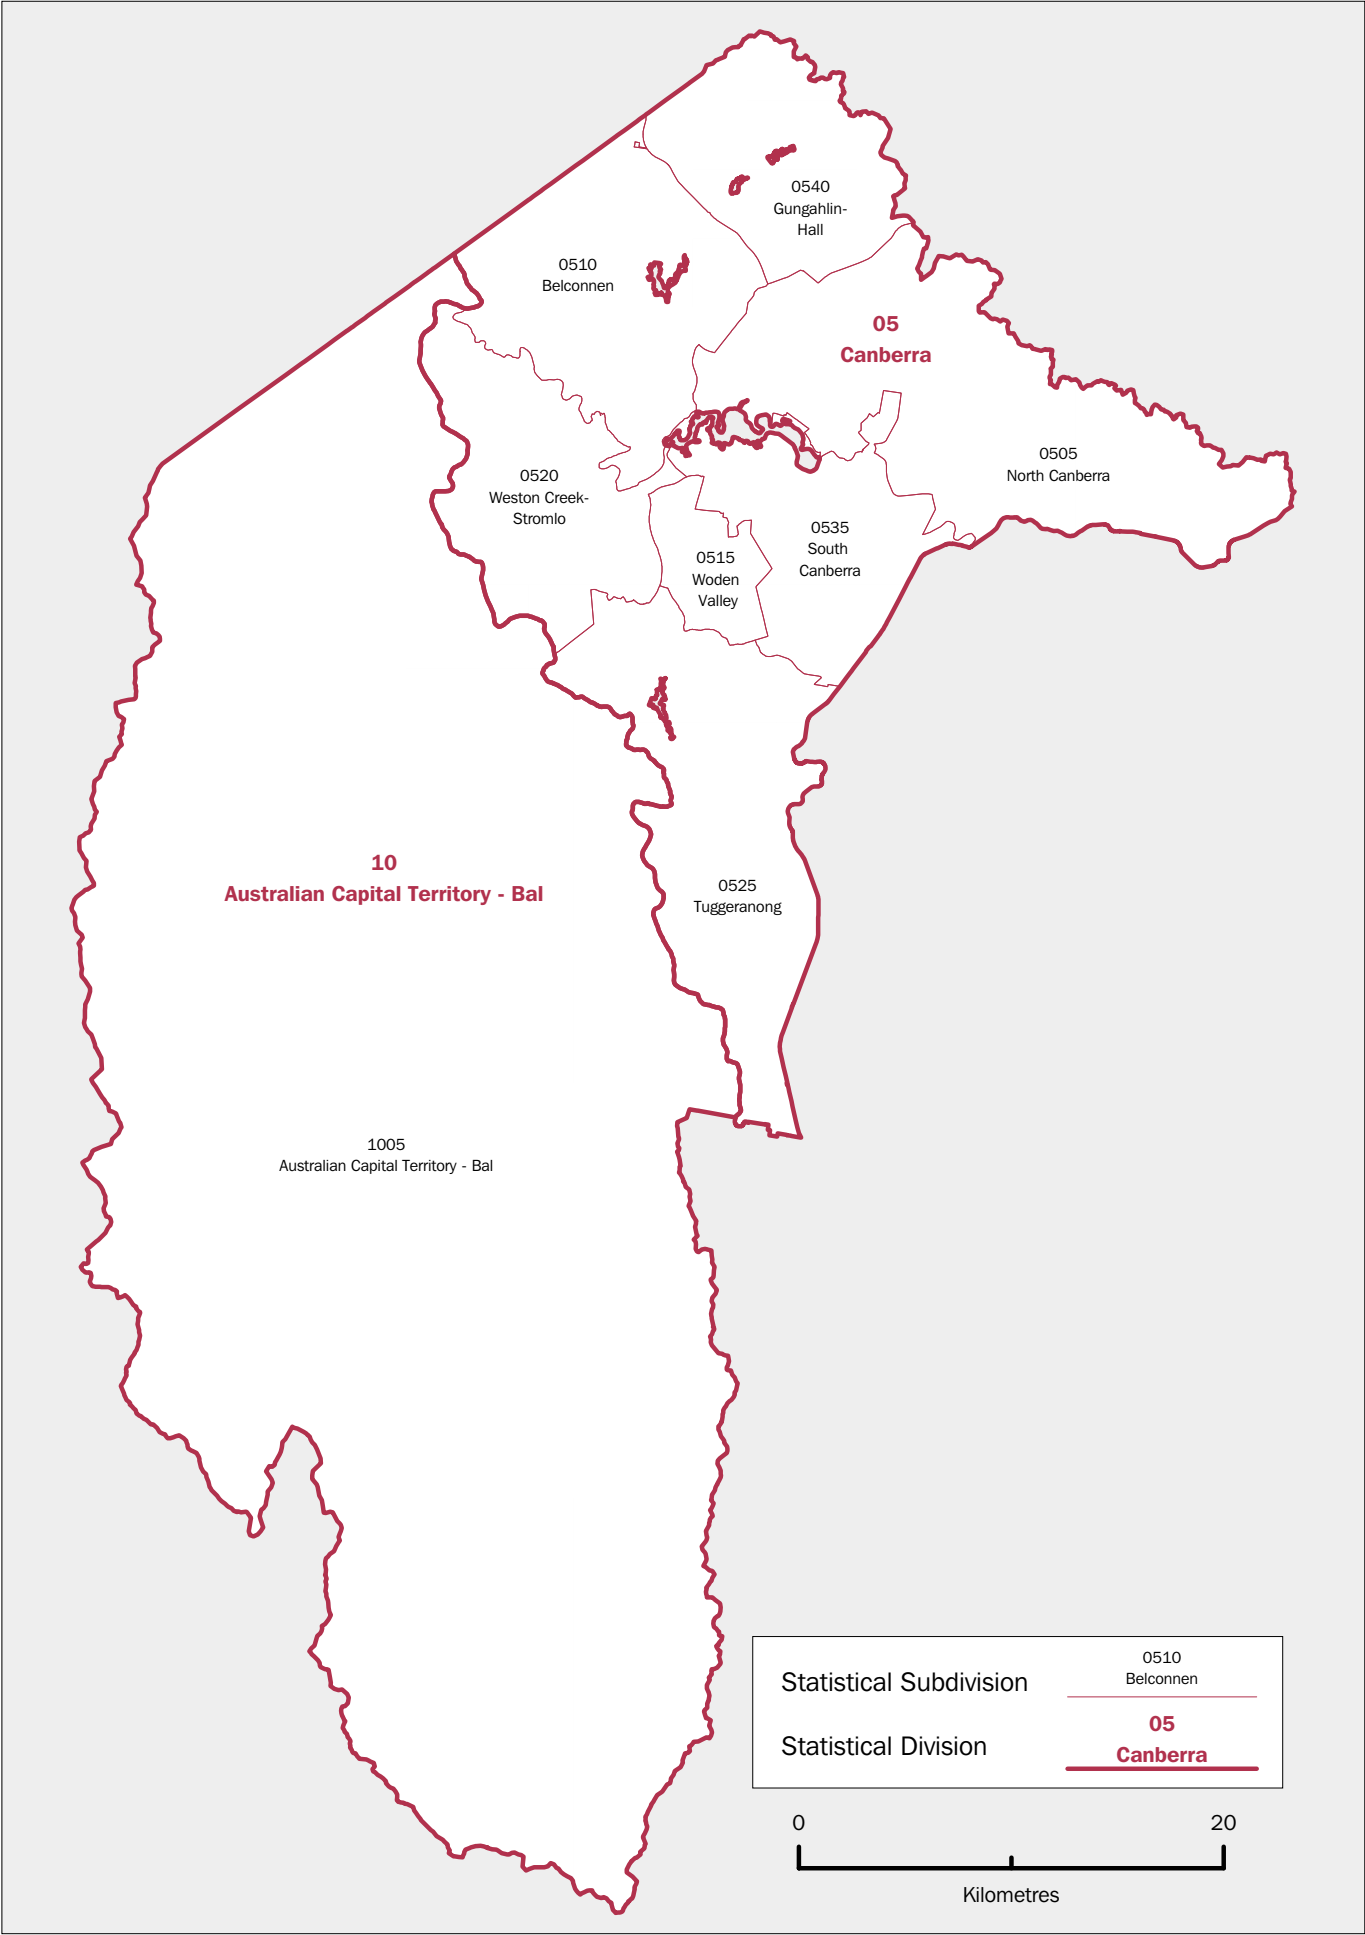 0540
Gungahlin-
Hall
0510
Belconnen
05
Canberra
0505
North Canberra
0520
Weston Creek-
Stromlo
0535
South
Canberra
0515
Woden
Valley
10
Australian Capital Territory - Bal
0525
Tuggeranong
1005
Australian Capital Territory - Bal
Statistical Subdivision
0510
Belconnen
Statistical Division
05
Canberra
0 20
Kilometres